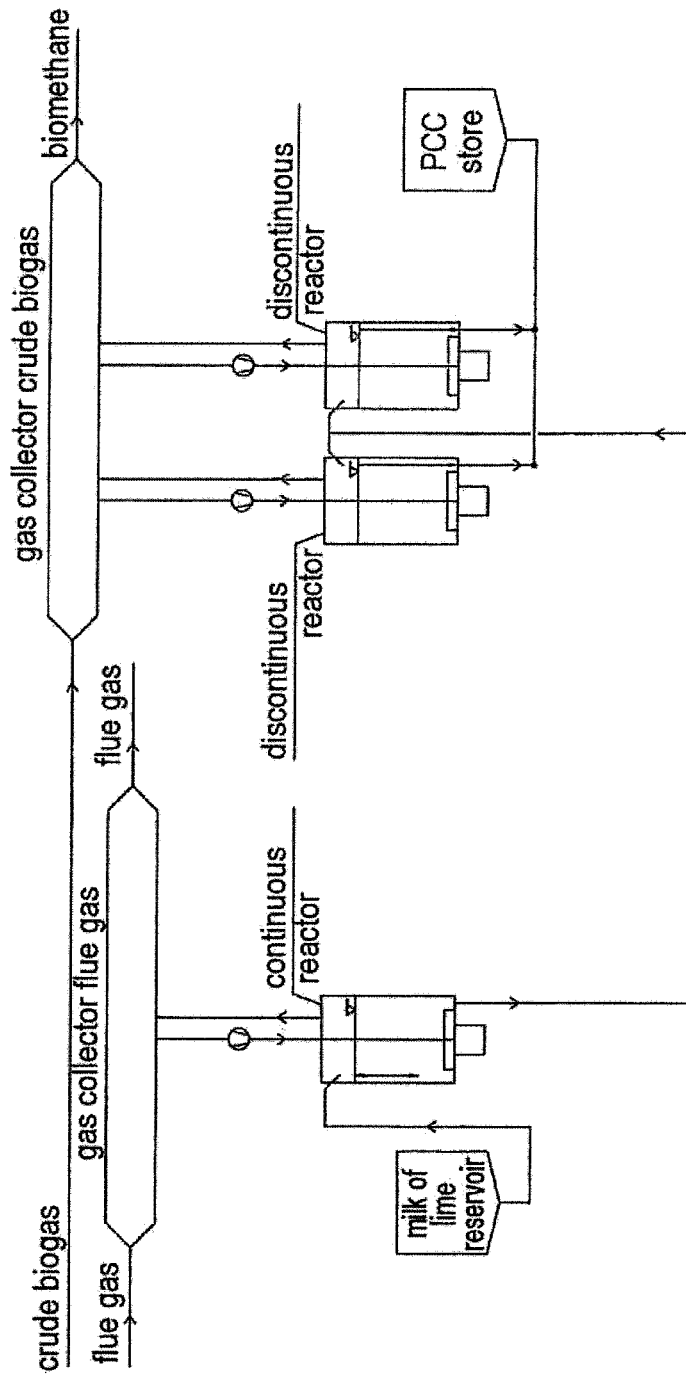 crude biogas
flue gas
gas collector flue gas
flue gas
gas collector crude biogas
biomethane
continuous
reactor
discontinuous
reactor
discontinuous
reactor
milk of
lime
reservoir
PCC
store